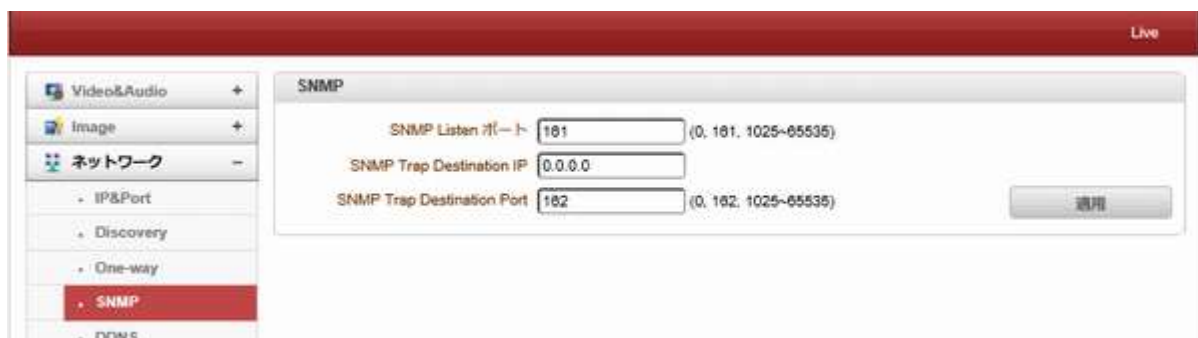 Live
Video&Audio +
Image +
ネットワーク -
IP&Port
Discovery
One-way
SNMP
DDNS
SNMP
SNMP Listen ポート 161 (0, 161, 1025~65535)
SNMP Trap Destination IP 0.0.0.0
SNMP Trap Destination Port 162 (0, 162, 1025~65535)
適用